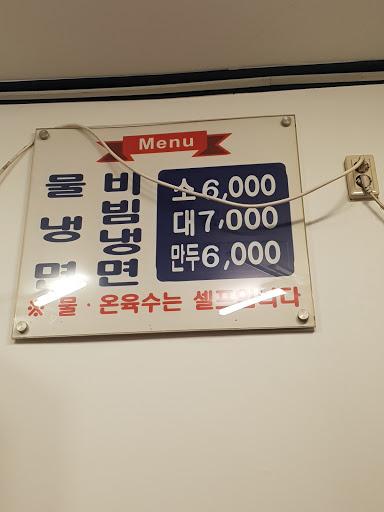 Menu
물냉면
비빔냉면
소 6,000
대 7,000
만두 6,000
※ 물·온육수는 셀프입니다